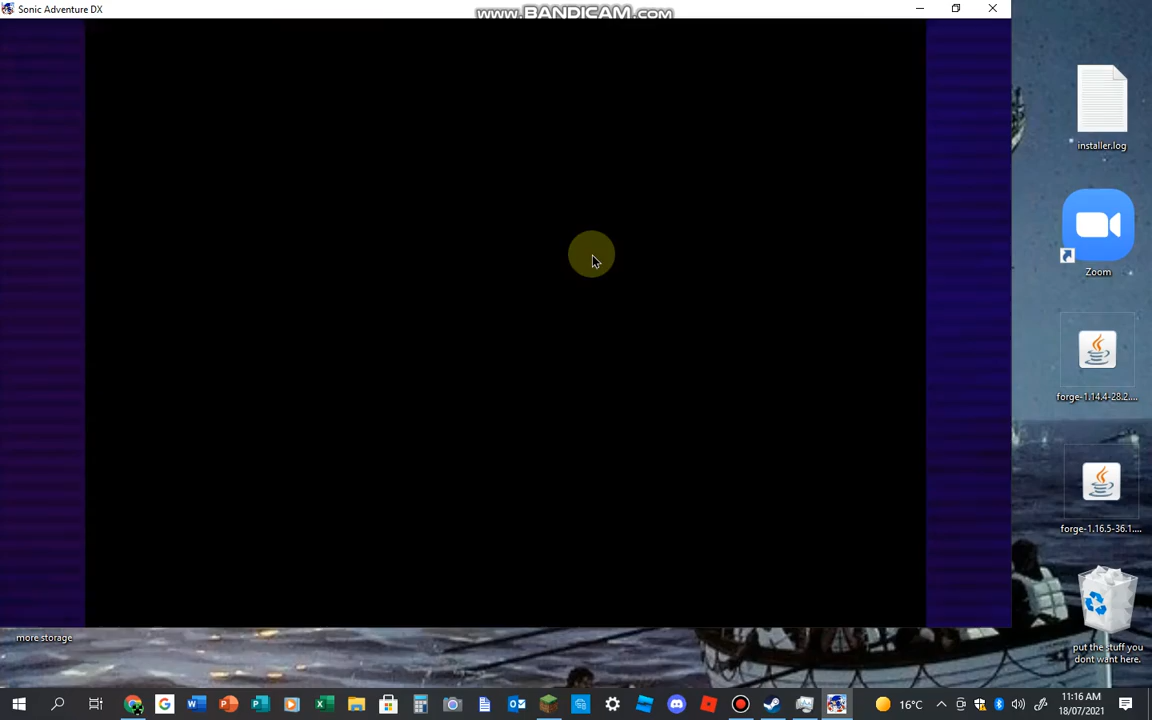 Sonic Adventure DX
www.BANDICAM.com
installer.log
Zoom
forge-1.14.4-28.2....
forge-1.16.5-36.1....
put the stuff you
dont want here.
more storage
16°C
11:16 AM
18/07/2021